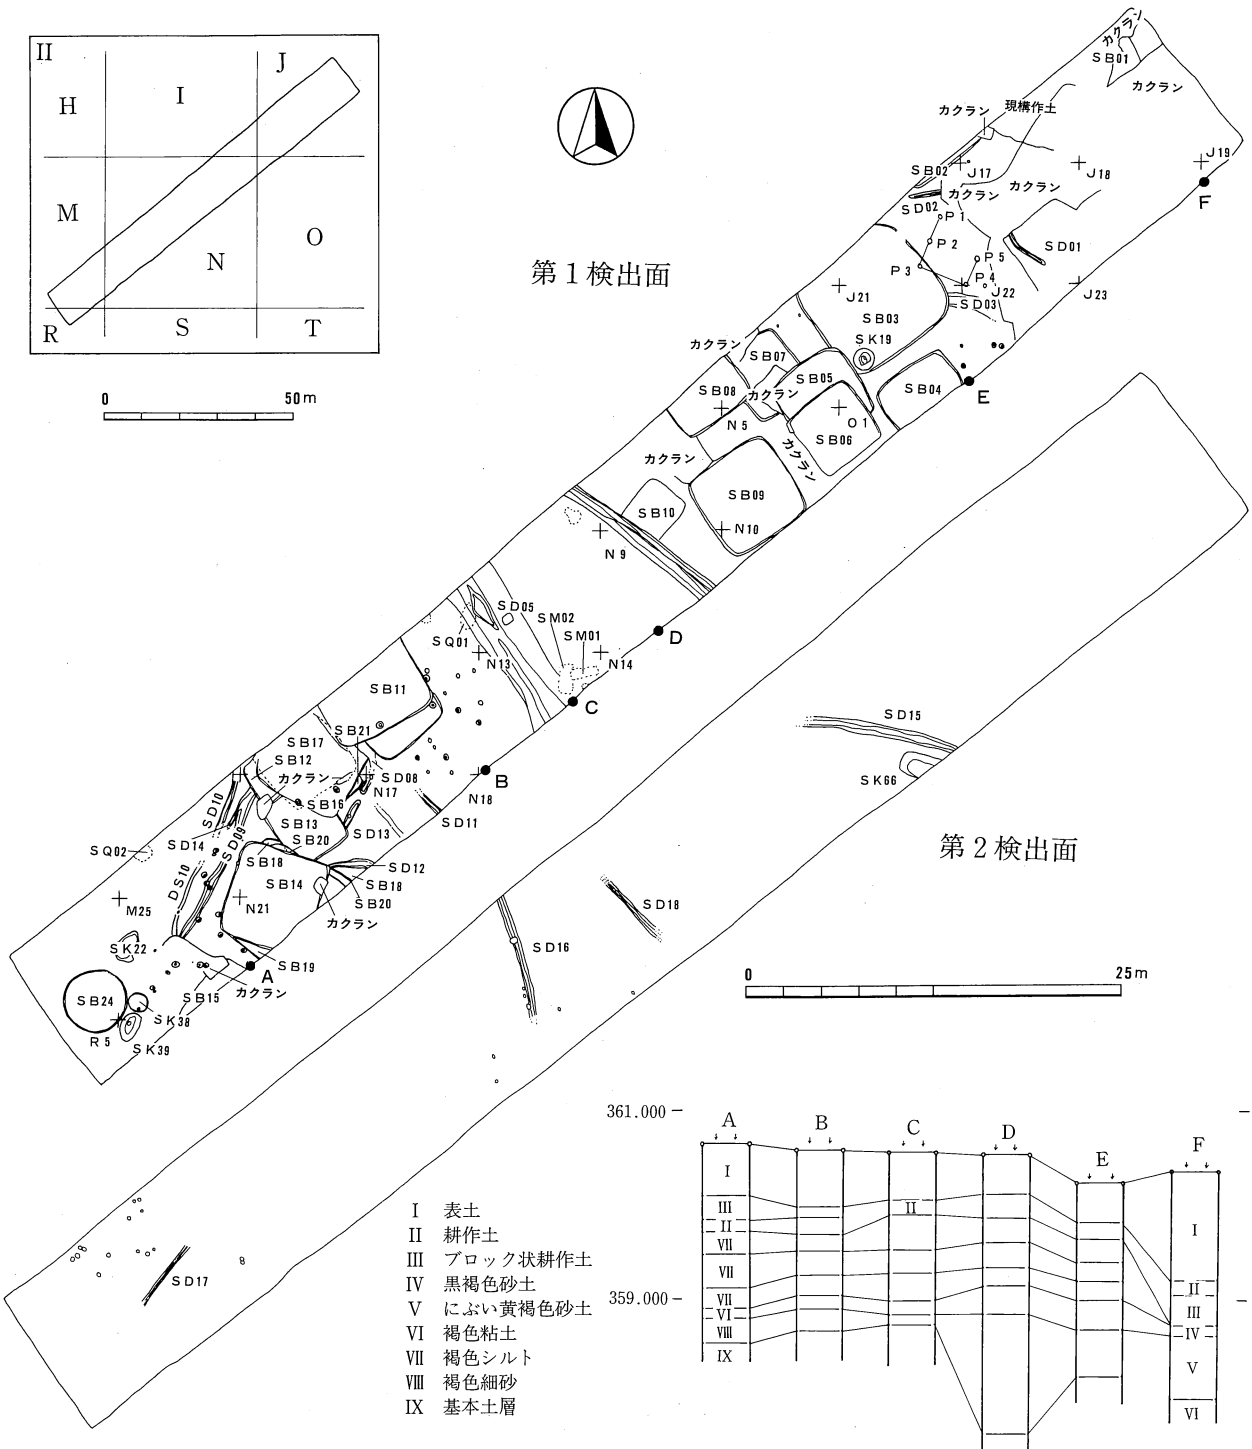 II
H
I
J
M
N
O
R
S
T
0 50m
第1検出面
カクラン
SB01
カクラン
カクラン
現構作土
SB02
J17
J18
J19
カクラン
カクラン
F
SD02
P1
P2
P3
P5
P4
SD01
J21
J22
J23
SD03
SB03
SK19
カクラン
SB07
SB05
SB04
E
SB08
カクラン
N5
O1
SB06
カクラン
カクラン
SB09
SB10
N10
N9
SD05
SM02
SM01
SQ01
N13
N14
D
SB11
C
SB21
SB17
SB12
カクラン
SD08
B
SB16
N17
N18
SD10
SB13
SD13
SD11
SD14
SD09
SB20
SQ02
SB18
SD12
DS10
SB14
SB18
SB20
M25
N21
カクラン
SK22
SB19
A
カクラン
SB24
SB15
SK38
R5
SK39
SD15
SK66
第2検出面
SD18
SD16
0 25m
SD17
361.000
359.000
A
B
C
D
E
F
I
III
II
VII
VII
VII
VI
VIII
IX
II
I
II
III
IV
V
VI
I 表土
II 耕作土
III ブロック状耕作土
IV 黒褐色砂土
V にぶい黄褐色砂土
VI 褐色粘土
VII 褐色シルト
VIII 褐色細砂
IX 基本土層